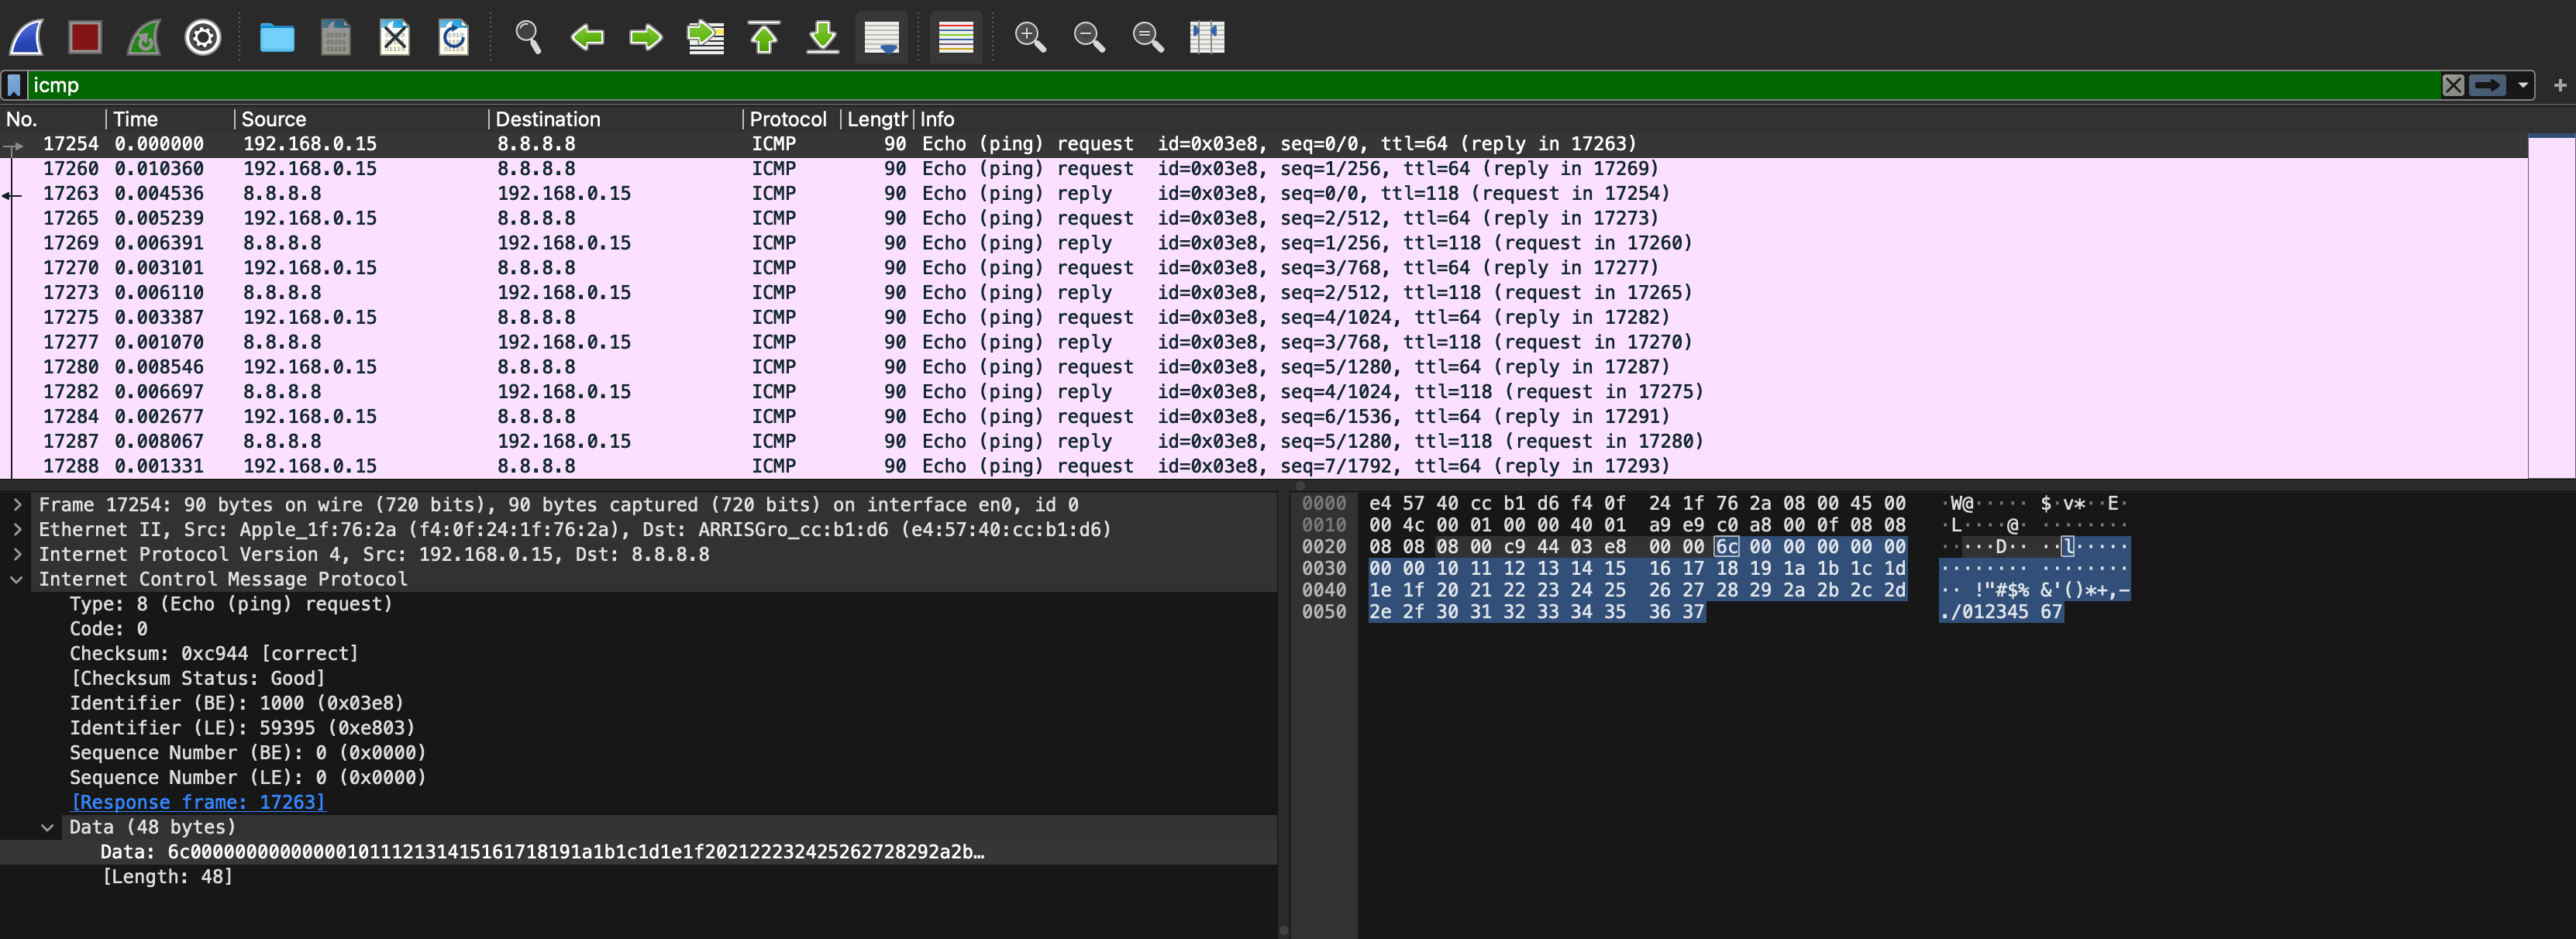 icmp
No. Time Source Destination Protocol Length Info
17254 0.000000 192.168.0.15 8.8.8.8 ICMP 90 Echo (ping) request id=0x03e8, seq=0/0, ttl=64 (reply in 17263)
17260 0.010360 192.168.0.15 8.8.8.8 ICMP 90 Echo (ping) request id=0x03e8, seq=1/256, ttl=64 (reply in 17269)
17263 0.004536 8.8.8.8 192.168.0.15 ICMP 90 Echo (ping) reply id=0x03e8, seq=0/0, ttl=118 (request in 17254)
17265 0.005239 192.168.0.15 8.8.8.8 ICMP 90 Echo (ping) request id=0x03e8, seq=2/512, ttl=64 (reply in 17273)
17269 0.006391 8.8.8.8 192.168.0.15 ICMP 90 Echo (ping) reply id=0x03e8, seq=1/256, ttl=118 (request in 17260)
17270 0.003101 192.168.0.15 8.8.8.8 ICMP 90 Echo (ping) request id=0x03e8, seq=3/768, ttl=64 (reply in 17277)
17273 0.006110 8.8.8.8 192.168.0.15 ICMP 90 Echo (ping) reply id=0x03e8, seq=2/512, ttl=118 (request in 17265)
17275 0.003387 192.168.0.15 8.8.8.8 ICMP 90 Echo (ping) request id=0x03e8, seq=4/1024, ttl=64 (reply in 17282)
17277 0.001070 8.8.8.8 192.168.0.15 ICMP 90 Echo (ping) reply id=0x03e8, seq=3/768, ttl=118 (request in 17270)
17280 0.008546 192.168.0.15 8.8.8.8 ICMP 90 Echo (ping) request id=0x03e8, seq=5/1280, ttl=64 (reply in 17287)
17282 0.006697 8.8.8.8 192.168.0.15 ICMP 90 Echo (ping) reply id=0x03e8, seq=4/1024, ttl=118 (request in 17275)
17284 0.002677 192.168.0.15 8.8.8.8 ICMP 90 Echo (ping) request id=0x03e8, seq=6/1536, ttl=64 (reply in 17291)
17287 0.008067 8.8.8.8 192.168.0.15 ICMP 90 Echo (ping) reply id=0x03e8, seq=5/1280, ttl=118 (request in 17280)
17288 0.001331 192.168.0.15 8.8.8.8 ICMP 90 Echo (ping) request id=0x03e8, seq=7/1792, ttl=64 (reply in 17293)
Frame 17254: 90 bytes on wire (720 bits), 90 bytes captured (720 bits) on interface en0, id 0
Ethernet II, Src: Apple_1f:76:2a (f4:0f:24:1f:76:2a), Dst: ARRISGro_cc:b1:d6 (e4:57:40:cc:b1:d6)
Internet Protocol Version 4, Src: 192.168.0.15, Dst: 8.8.8.8
Internet Control Message Protocol
Type: 8 (Echo (ping) request)
Code: 0
Checksum: 0xc944 [correct]
[Checksum Status: Good]
Identifier (BE): 1000 (0x03e8)
Identifier (LE): 59395 (0xe803)
Sequence Number (BE): 0 (0x0000)
Sequence Number (LE): 0 (0x0000)
[Response frame: 17263]
Data (48 bytes)
Data: 6c00000000000000101112131415161718191a1b1c1d1e1f202122232425262728292a2b…
[Length: 48]
0000 e4 57 40 cc b1 d6 f4 0f 24 1f 76 2a 08 00 45 00 ·W@····· $·v*··E·
0010 00 4c 00 01 00 00 40 01 a9 e9 c0 a8 00 0f 08 08 ·L····@· ········
0020 08 08 08 00 c9 44 03 e8 00 00 6c 00 00 00 00 00 ·····D·· ··l·····
0030 00 00 10 11 12 13 14 15 16 17 18 19 1a 1b 1c 1d ········ ········
0040 1e 1f 20 21 22 23 24 25 26 27 28 29 2a 2b 2c 2d ·· !"#$% &'()*+,-
0050 2e 2f 30 31 32 33 34 35 36 37 ./012345 67